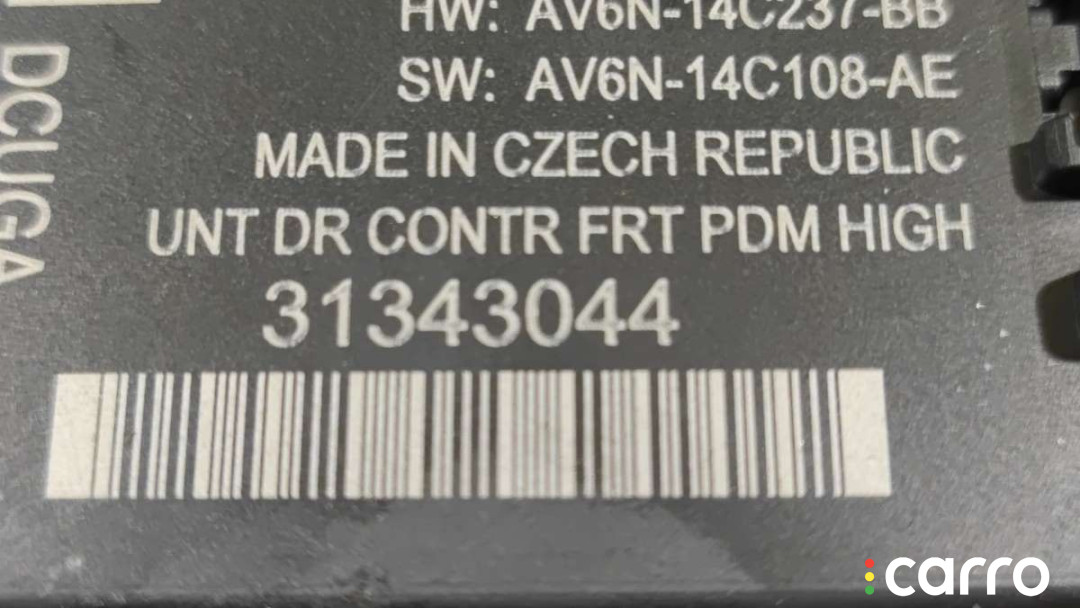 HW: AV6N-14C237-BB
SW: AV6N-14C108-AE
MADE IN CZECH REPUBLIC
UNT DR CONTR FRT PDM HIGH
31343044
DCUGA
carro